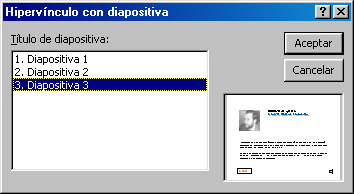 Hipervínculo con diapositiva
Título de diapositiva:
1. Diapositiva 1
2. Diapositiva 2
3. Diapositiva 3
Aceptar
Cancelar